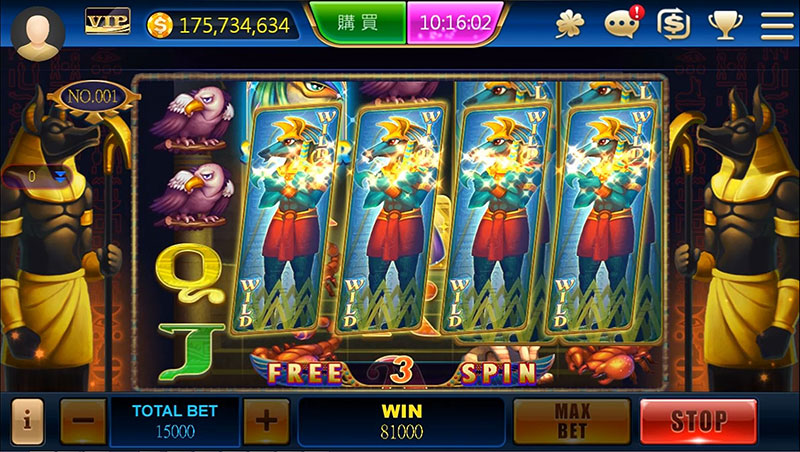 VIP
175,734,634
購買
10:16:02
NO.001
0
Q
J
WILD
WILD
WILD
WILD
WILD
WILD
WILD
WILD
FREE 3 SPIN
TOTAL BET
15000
WIN
81000
MAX BET
STOP